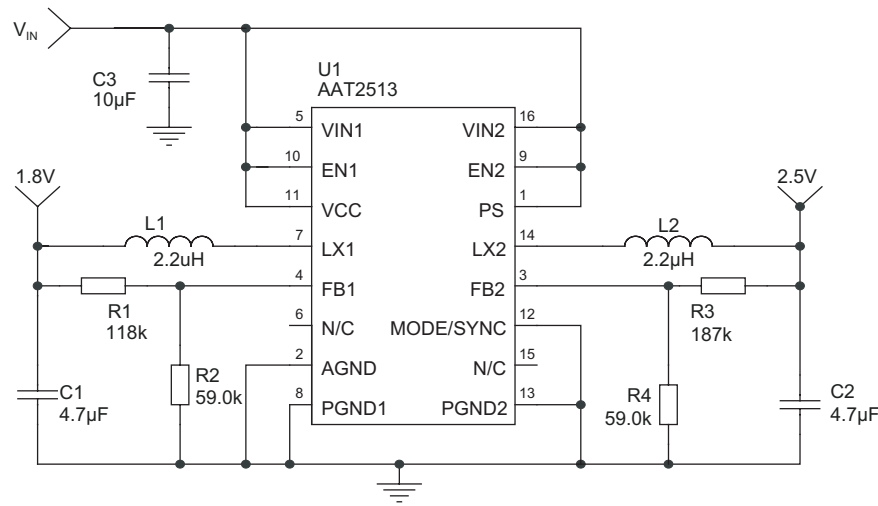 V_IN
C3
10µF
U1
AAT2513
5
VIN1
VIN2
16
10
EN1
EN2
9
11
VCC
PS
1
1.8V
2.5V
L1
2.2uH
7
LX1
LX2
14
L2
2.2µH
4
FB1
FB2
3
R1
118k
R3
187k
6
N/C
MODE/SYNC
12
2
AGND
N/C
15
R2
59.0k
8
PGND1
PGND2
13
R4
59.0k
C1
4.7µF
C2
4.7µF